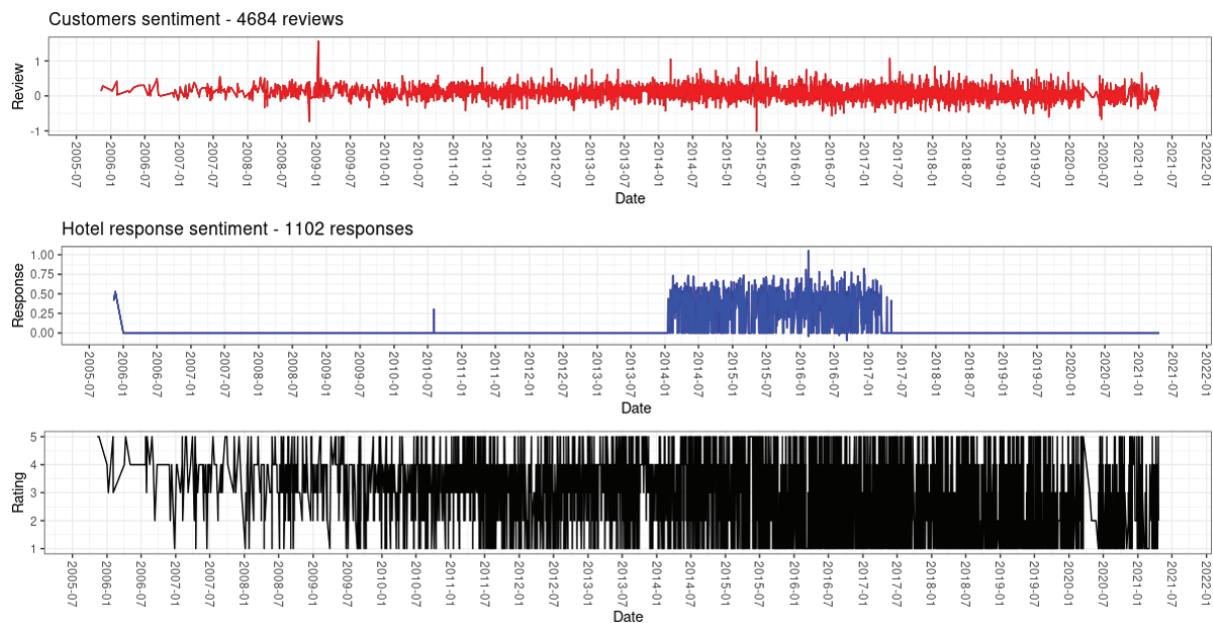 Customers sentiment - 4684 reviews
Review
1
0
-1
2005-07 2006-01 2006-07 2007-01 2007-07 2008-01 2008-07 2009-01 2009-07 2010-01 2010-07 2011-01 2011-07 2012-01 2012-07 2013-01 2013-07 2014-01 2014-07 2015-01 2015-07 2016-01 2016-07 2017-01 2017-07 2018-01 2018-07 2019-01 2019-07 2020-01 2020-07 2021-01 2021-07 2022-01
Date
Hotel response sentiment - 1102 responses
Response
1.00
0.75
0.50
0.25
0.00
2005-07 2006-01 2006-07 2007-01 2007-07 2008-01 2008-07 2009-01 2009-07 2010-01 2010-07 2011-01 2011-07 2012-01 2012-07 2013-01 2013-07 2014-01 2014-07 2015-01 2015-07 2016-01 2016-07 2017-01 2017-07 2018-01 2018-07 2019-01 2019-07 2020-01 2020-07 2021-01 2021-07 2022-01
Date
Rating
5
4
3
2
1
2005-07 2006-01 2006-07 2007-01 2007-07 2008-01 2008-07 2009-01 2009-07 2010-01 2010-07 2011-01 2011-07 2012-01 2012-07 2013-01 2013-07 2014-01 2014-07 2015-01 2015-07 2016-01 2016-07 2017-01 2017-07 2018-01 2018-07 2019-01 2019-07 2020-01 2020-07 2021-01 2021-07 2022-01
Date